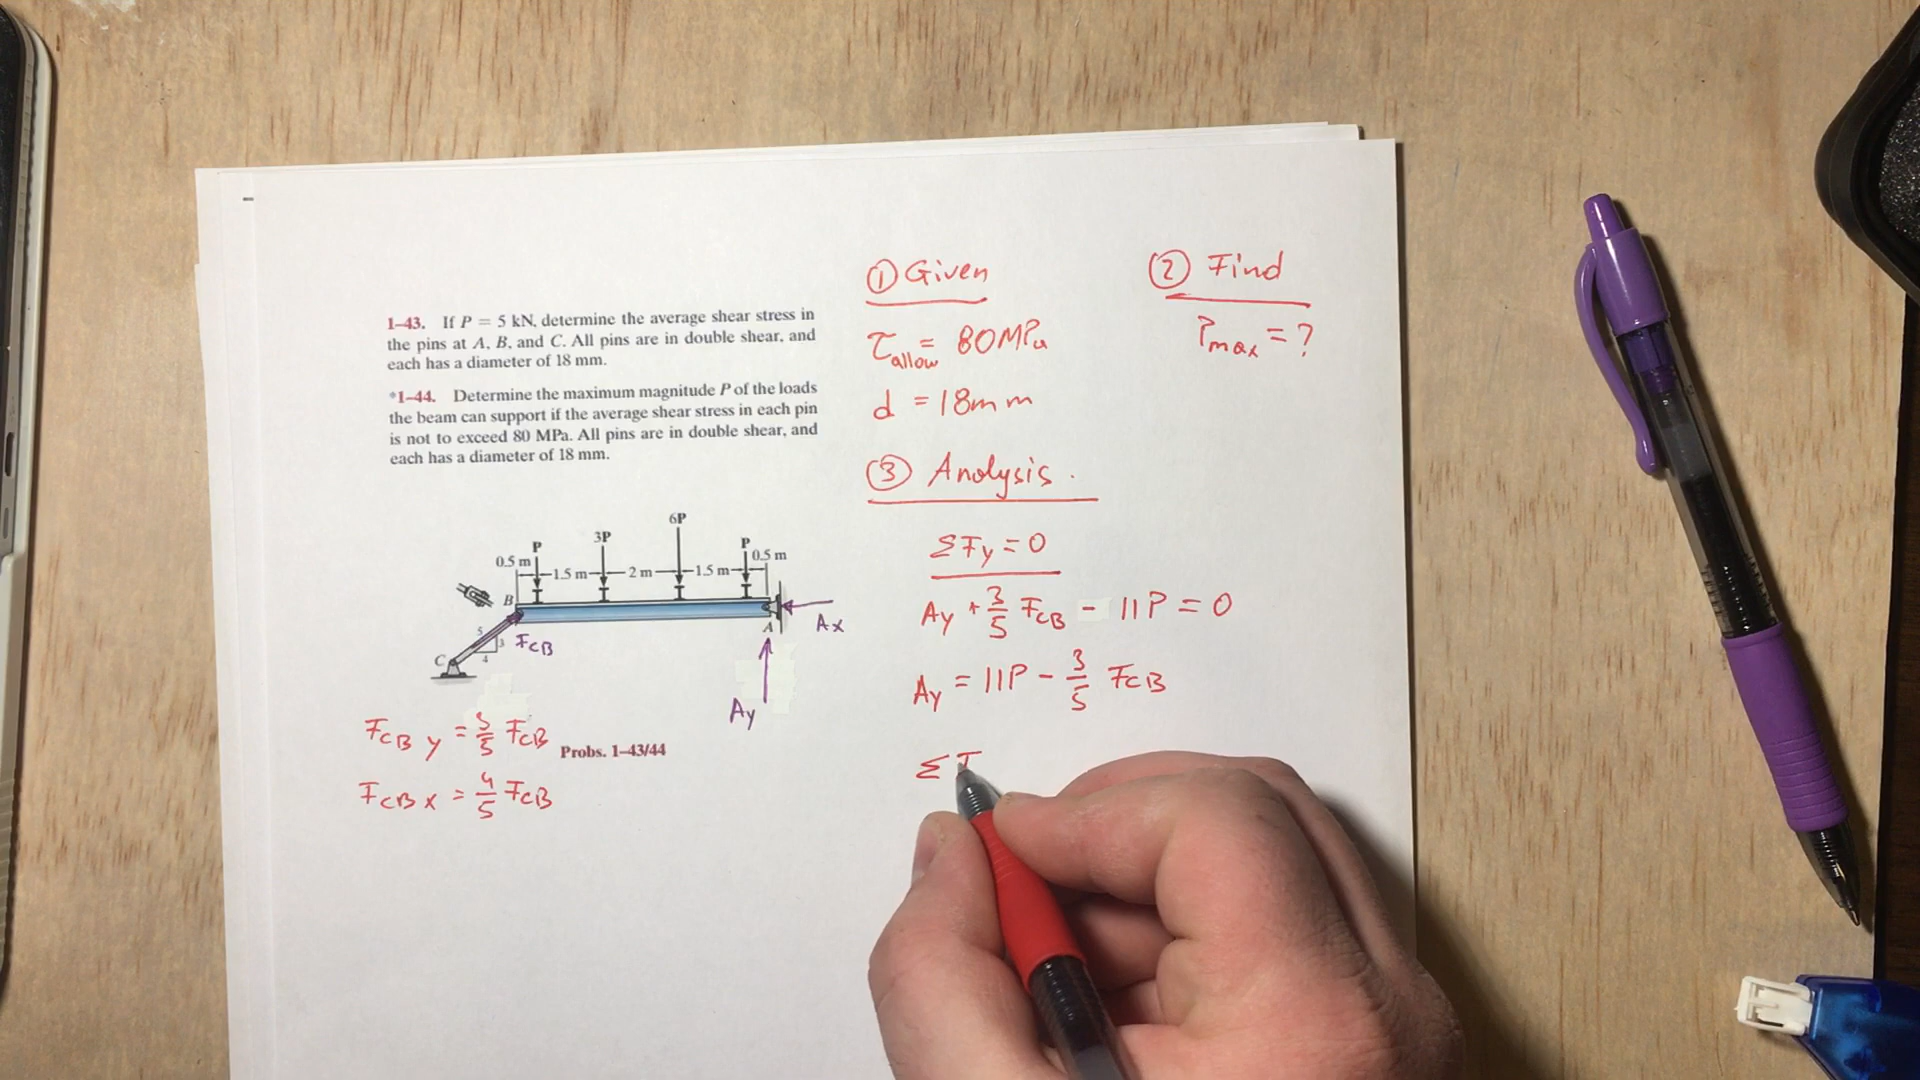 1–43. If P = 5 kN, determine the average shear stress in
the pins at A, B, and C. All pins are in double shear, and
each has a diameter of 18 mm.
*1–44. Determine the maximum magnitude P of the loads
the beam can support if the average shear stress in each pin
is not to exceed 80 MPa. All pins are in double shear, and
each has a diameter of 18 mm.
6P
3P
P
P
0.5 m
0.5 m
1.5 m
2 m
1.5 m
B
A
Ax
5
3
4
FCB
C
Ay
FCB y = 3/5 FCB
Probs. 1–43/44
FCB x = 4/5 FCB
① Given
τallow = 80MPa
d = 18mm
② Find
Pmax = ?
③ Analysis.
ΣFy = 0
Ay + 3/5 FCB - 11P = 0
Ay = 11P - 3/5 FCB
Σ